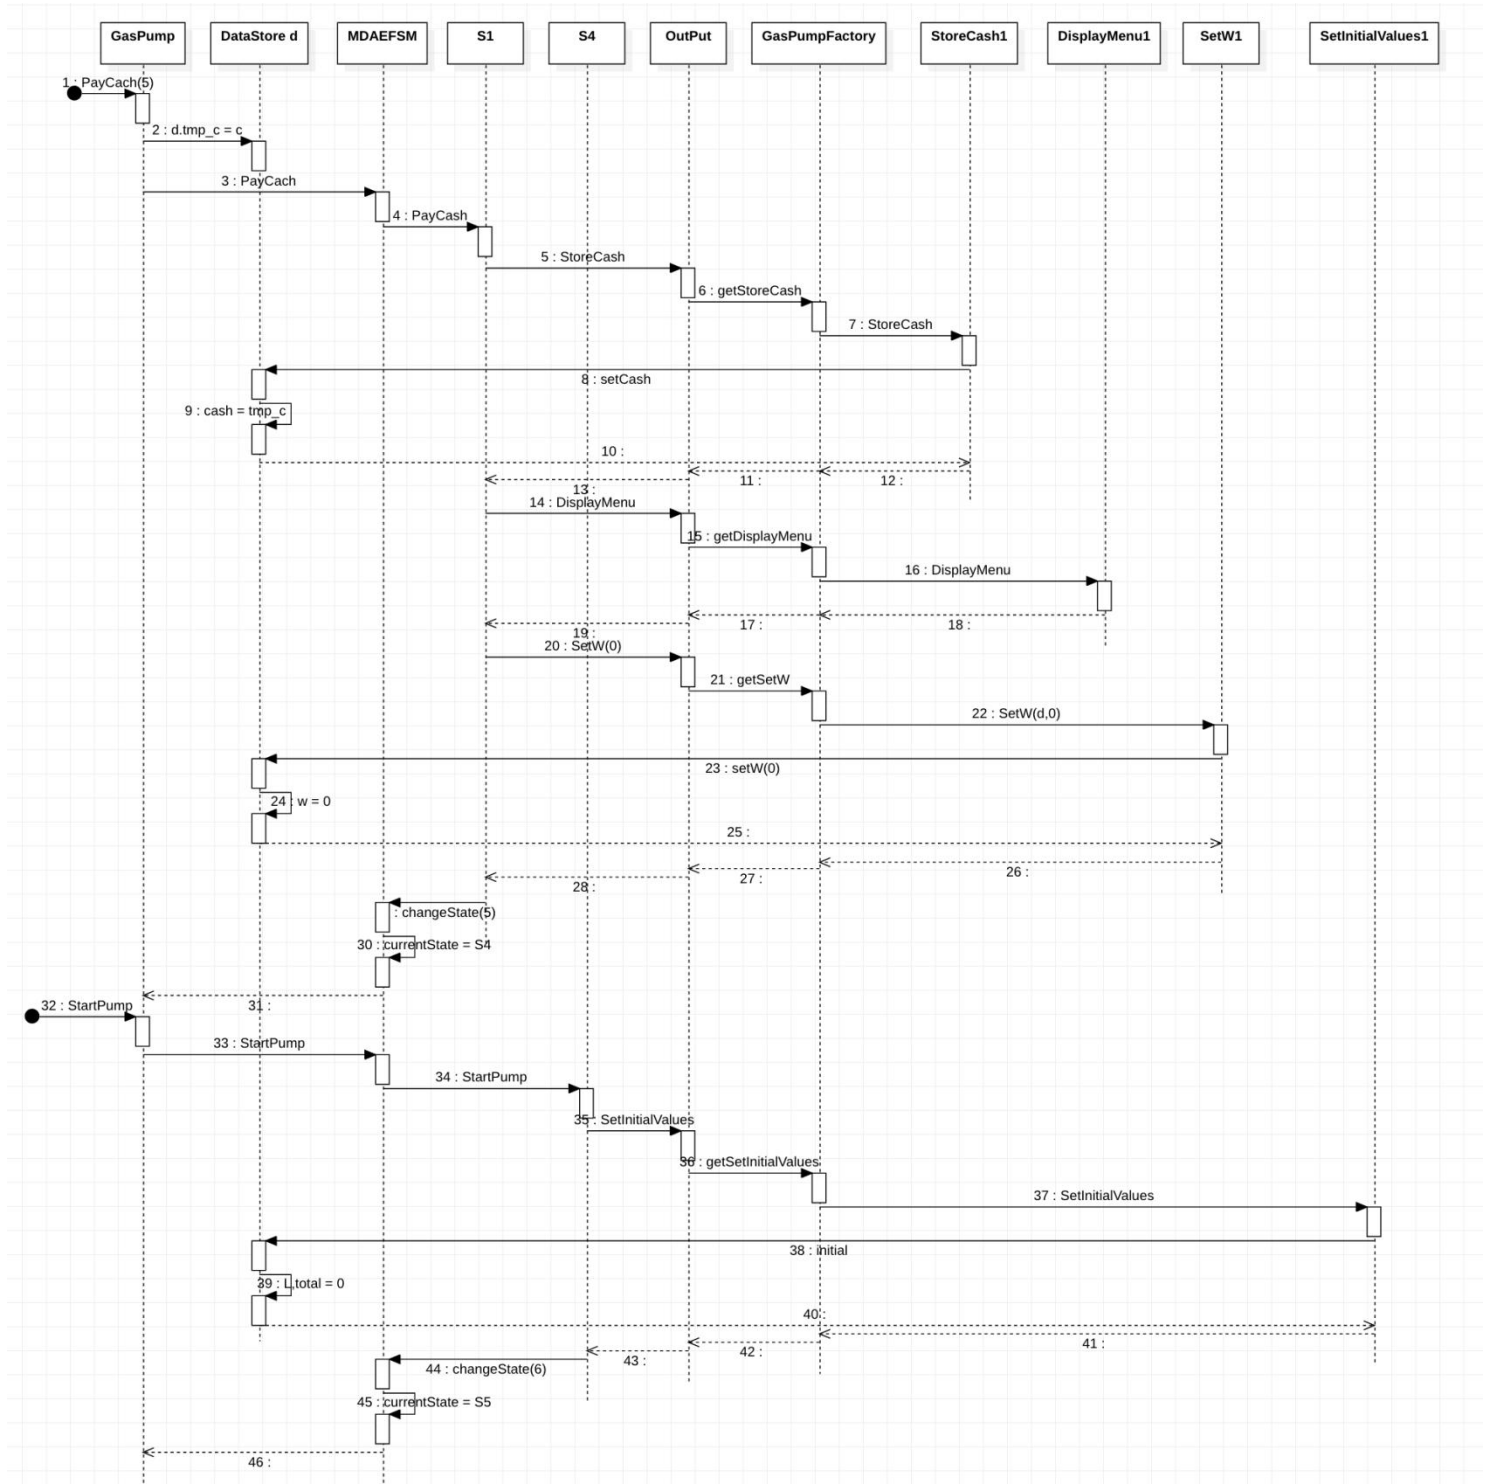 GasPump
DataStore d
MDAEFSM
S1
S4
OutPut
GasPumpFactory
StoreCash1
DisplayMenu1
SetW1
SetInitialValues1
1 : PayCach(5)
2 : d.tmp_c = c
3 : PayCach
4 : PayCash
5 : StoreCash
6 : getStoreCash
7 : StoreCash
8 : setCash
9 : cash = tmp_c
10 :
11 :
12 :
13 :
14 : DisplayMenu
15 : getDisplayMenu
16 : DisplayMenu
17 :
18 :
19 :
20 : SetW(0)
21 : getSetW
22 : SetW(d,0)
23 : setW(0)
24 : w = 0
25 :
26 :
27 :
28 :
: changeState(5)
30 : currentState = S4
31 :
32 : StartPump
33 : StartPump
34 : StartPump
35 : SetInitialValues
36 : getSetInitialValues
37 : SetInitialValues
38 : initial
39 : L,total = 0
40 :
41 :
42 :
43 :
44 : changeState(6)
45 : currentState = S5
46 :